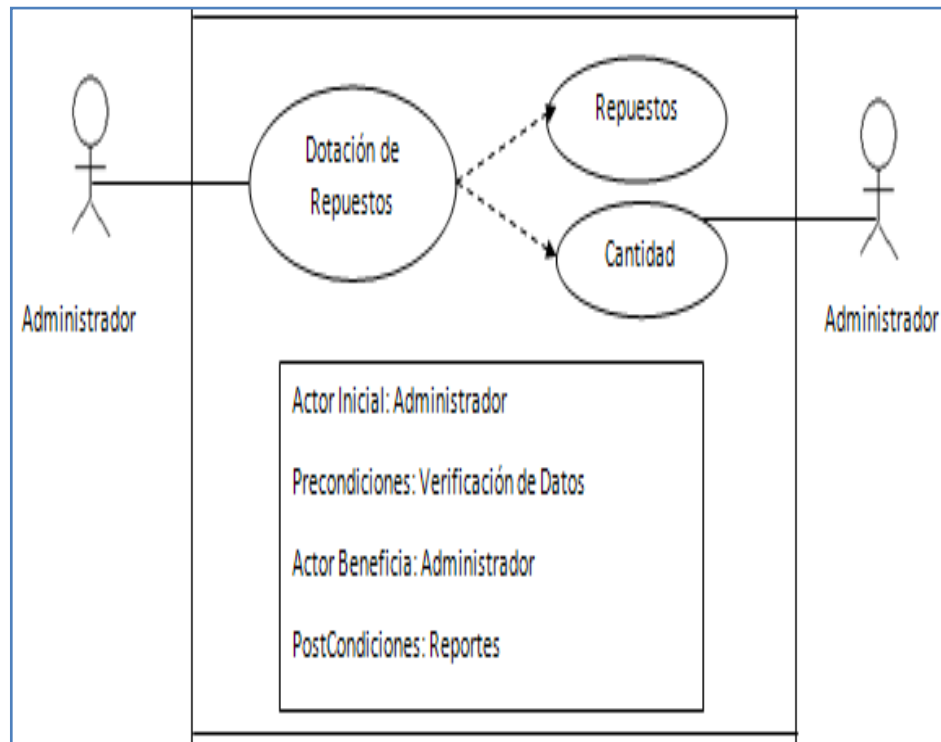 Dotación de
Repuestos
Repuestos
Cantidad
Administrador
Administrador
Actor Inicial: Administrador
Precondiciones: Verificación de Datos
Actor Beneficia: Administrador
PostCondiciones: Reportes